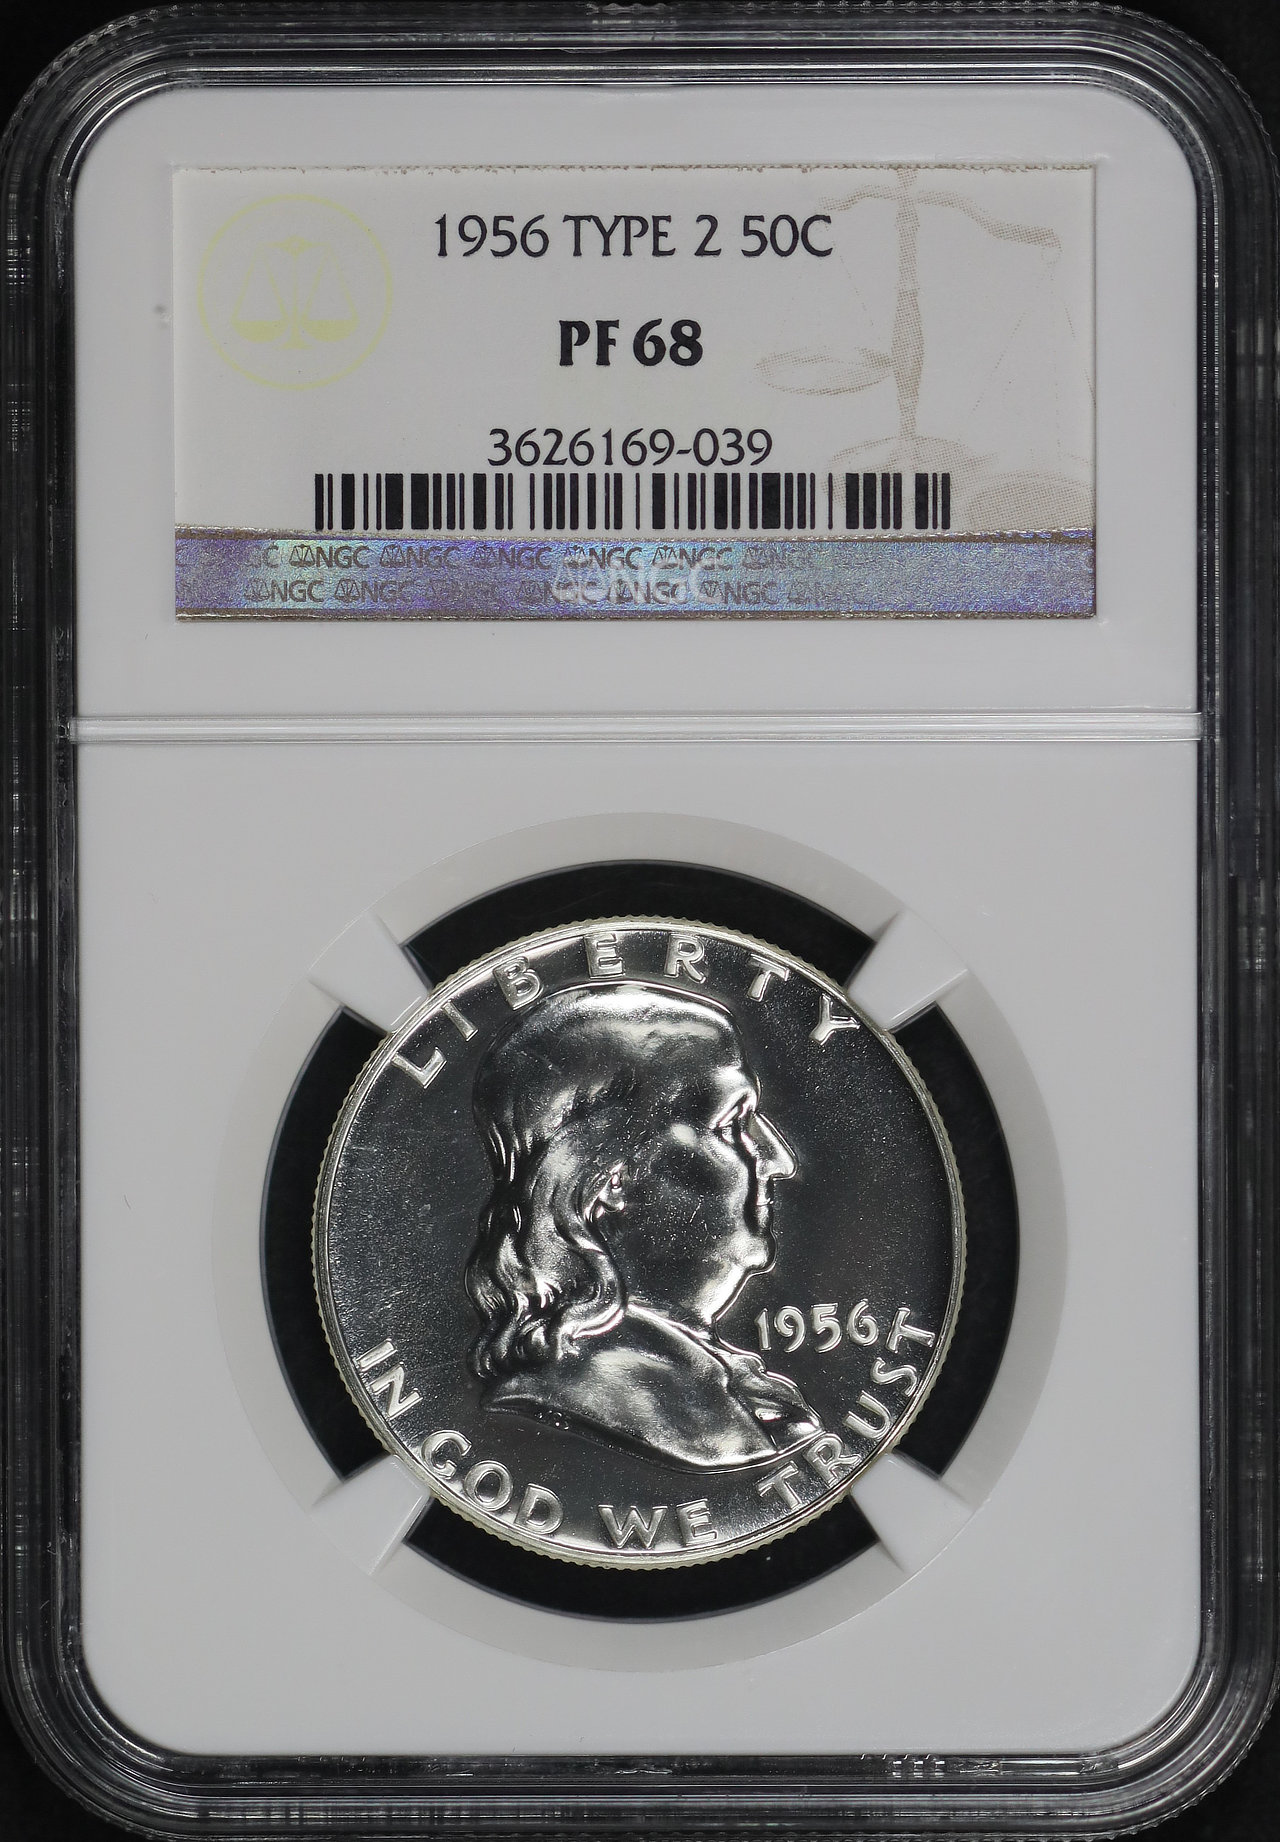 1956 TYPE 2 50C
PF 68
3626169-039
NGC NGC NGC NGC NGC NGC
NGC NGC NGC NGC NGC NGC
LIBERTY
1956
IN GOD WE TRUST